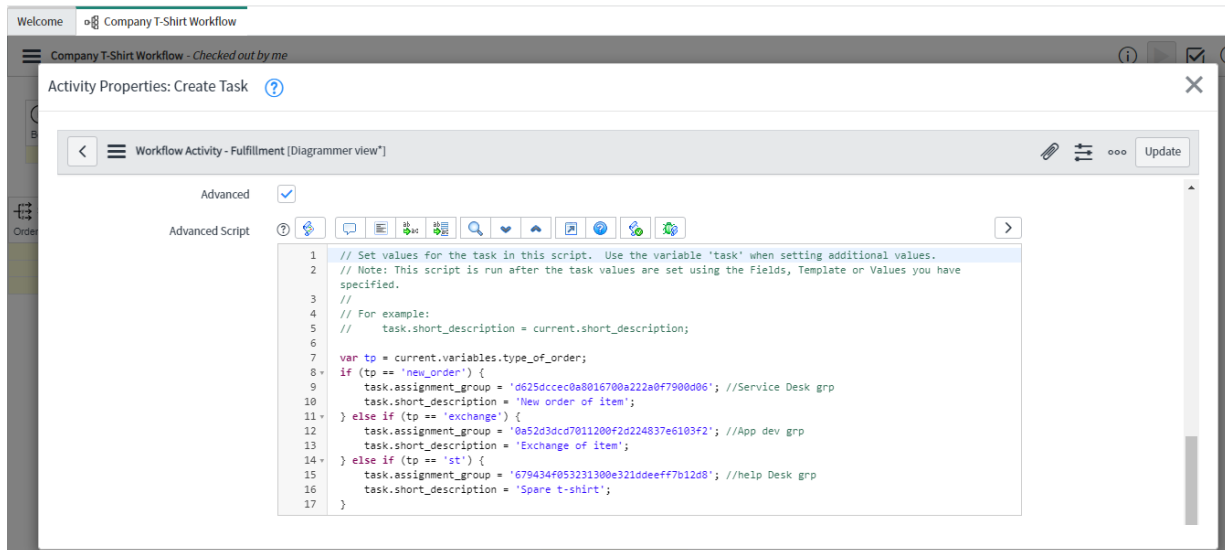 Welcome
Company T-Shirt Workflow
Company T-Shirt Workflow - Checked out by me
Activity Properties: Create Task
Workflow Activity - Fulfillment [Diagrammer view*]
Update
Advanced
Order
Advanced Script
1 // Set values for the task in this script.  Use the variable 'task' when setting additional values.
2 // Note: This script is run after the task values are set using the Fields, Template or Values you have
specified.
3 //
4 // For example:
5 //     task.short_description = current.short_description;
6
7 var tp = current.variables.type_of_order;
8 if (tp == 'new_order') {
9     task.assignment_group = 'd625dccec0a8016700a222a0f7900d06'; //Service Desk grp
10     task.short_description = 'New order of item';
11 } else if (tp == 'exchange') {
12     task.assignment_group = '0a52d3dcd7011200f2d224837e6103f2'; //App dev grp
13     task.short_description = 'Exchange of item';
14 } else if (tp == 'st') {
15     task.assignment_group = '679434f053231300e321ddeeff7b12d8'; //help Desk grp
16     task.short_description = 'Spare t-shirt';
17 }